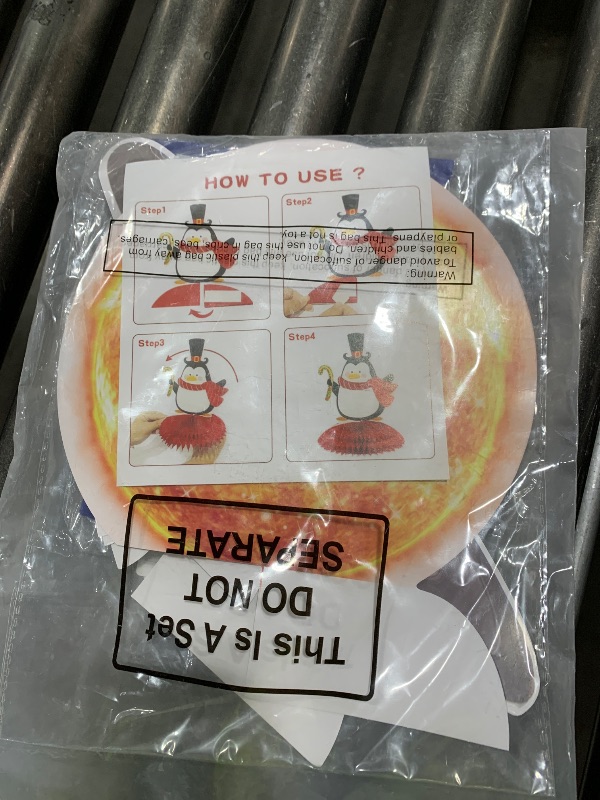 HOW TO USE ?
Step1
Step2
Step3
Step4
Warning:
To avoid danger of suffocation, keep this plastic bag away from
babies and children. Do not use this bag in cribs, beds, carriages
or playpens. This bag is not a toy
This Is A Set
DO NOT
SEPARATE